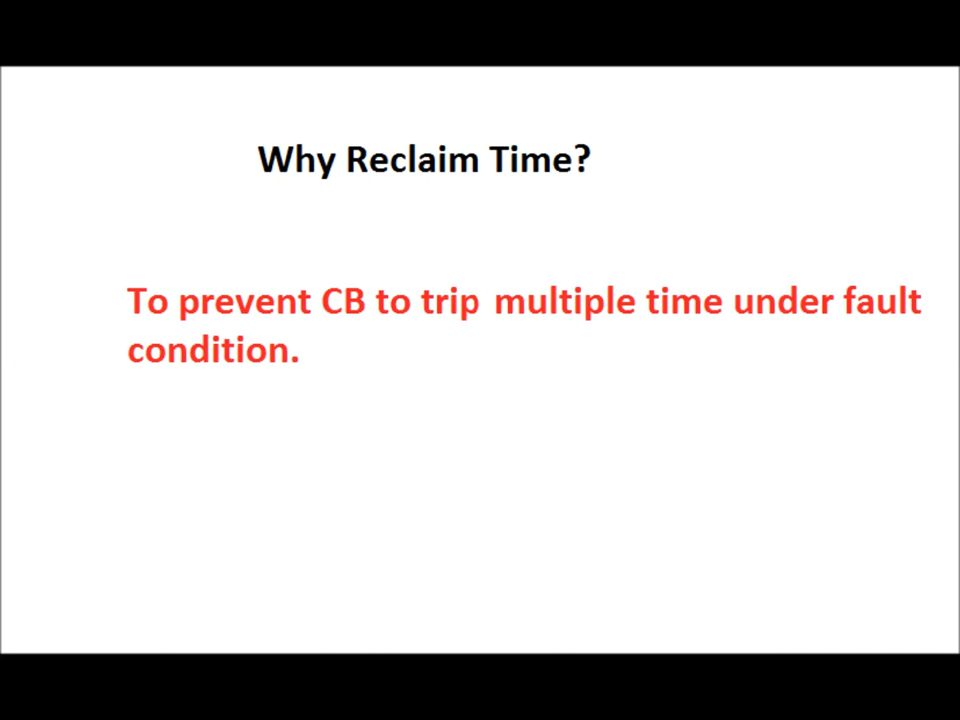 Why Reclaim Time?
To prevent CB to trip multiple time under fault
condition.